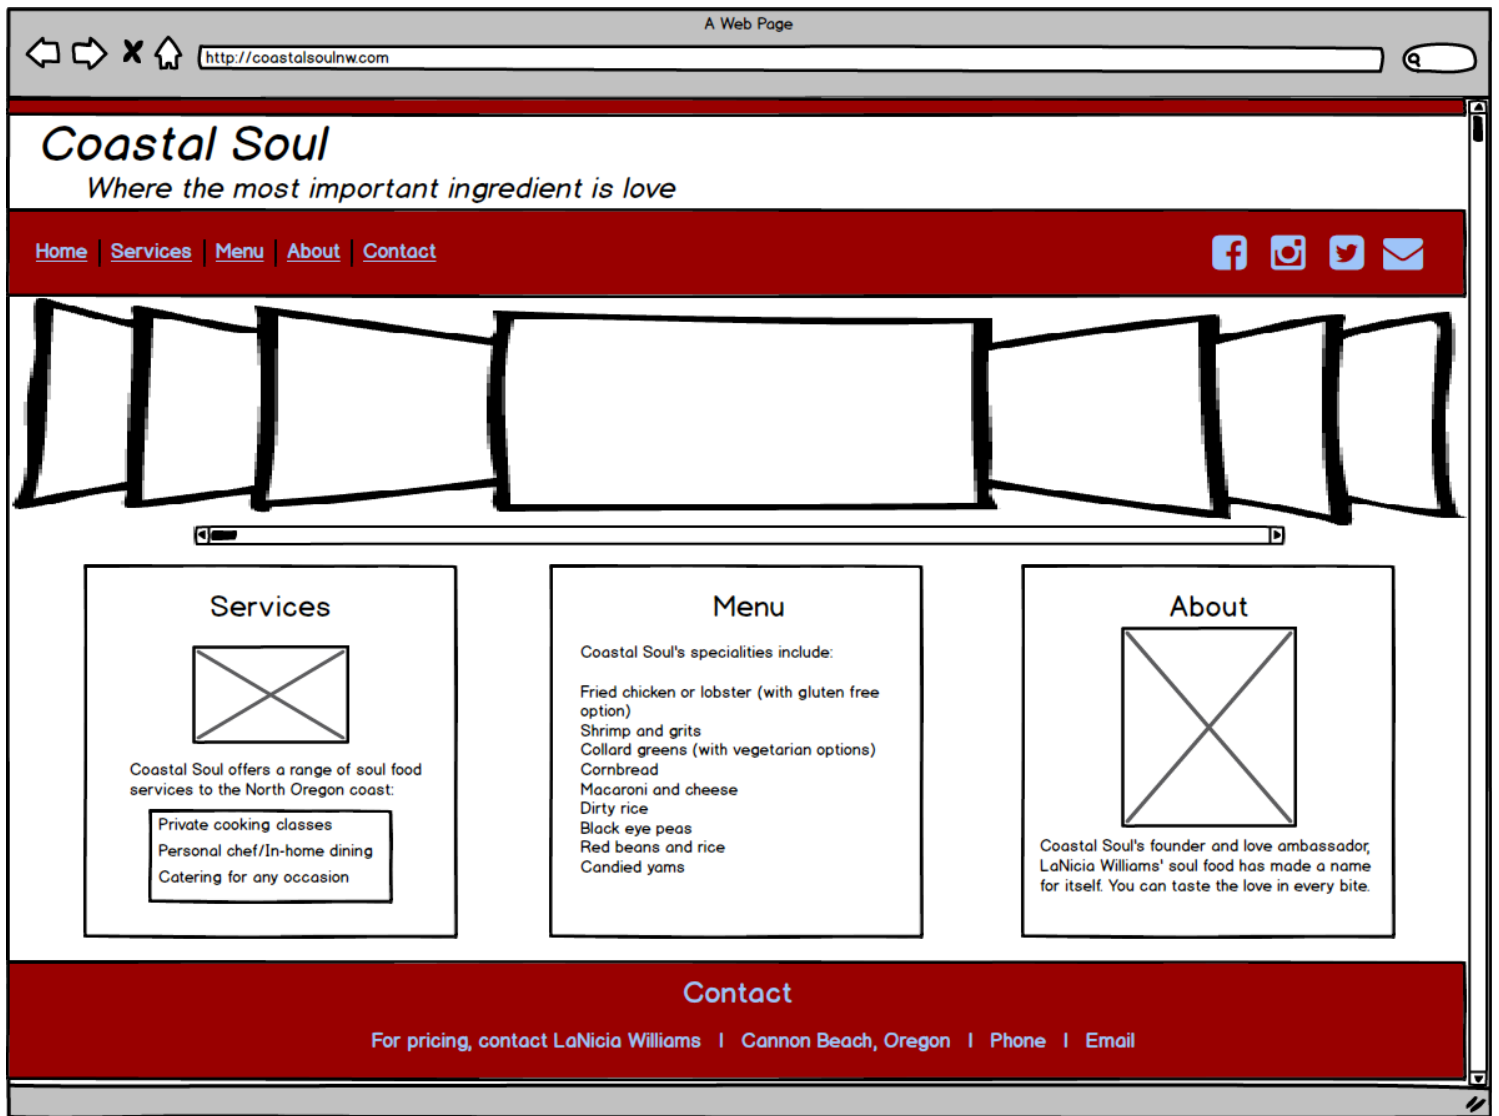 A Web Page
http://coastalsoulnw.com
Coastal Soul
Where the most important ingredient is love
Home | Services | Menu | About | Contact
Services
Coastal Soul offers a range of soul food
services to the North Oregon coast:
Private cooking classes
Personal chef/In-home dining
Catering for any occasion
Menu
Coastal Soul's specialities include:
Fried chicken or lobster (with gluten free
option)
Shrimp and grits
Collard greens (with vegetarian options)
Cornbread
Macaroni and cheese
Dirty rice
Black eye peas
Red beans and rice
Candied yams
About
Coastal Soul's founder and love ambassador,
LaNicia Williams' soul food has made a name
for itself. You can taste the love in every bite.
Contact
For pricing, contact LaNicia Williams | Cannon Beach, Oregon | Phone | Email